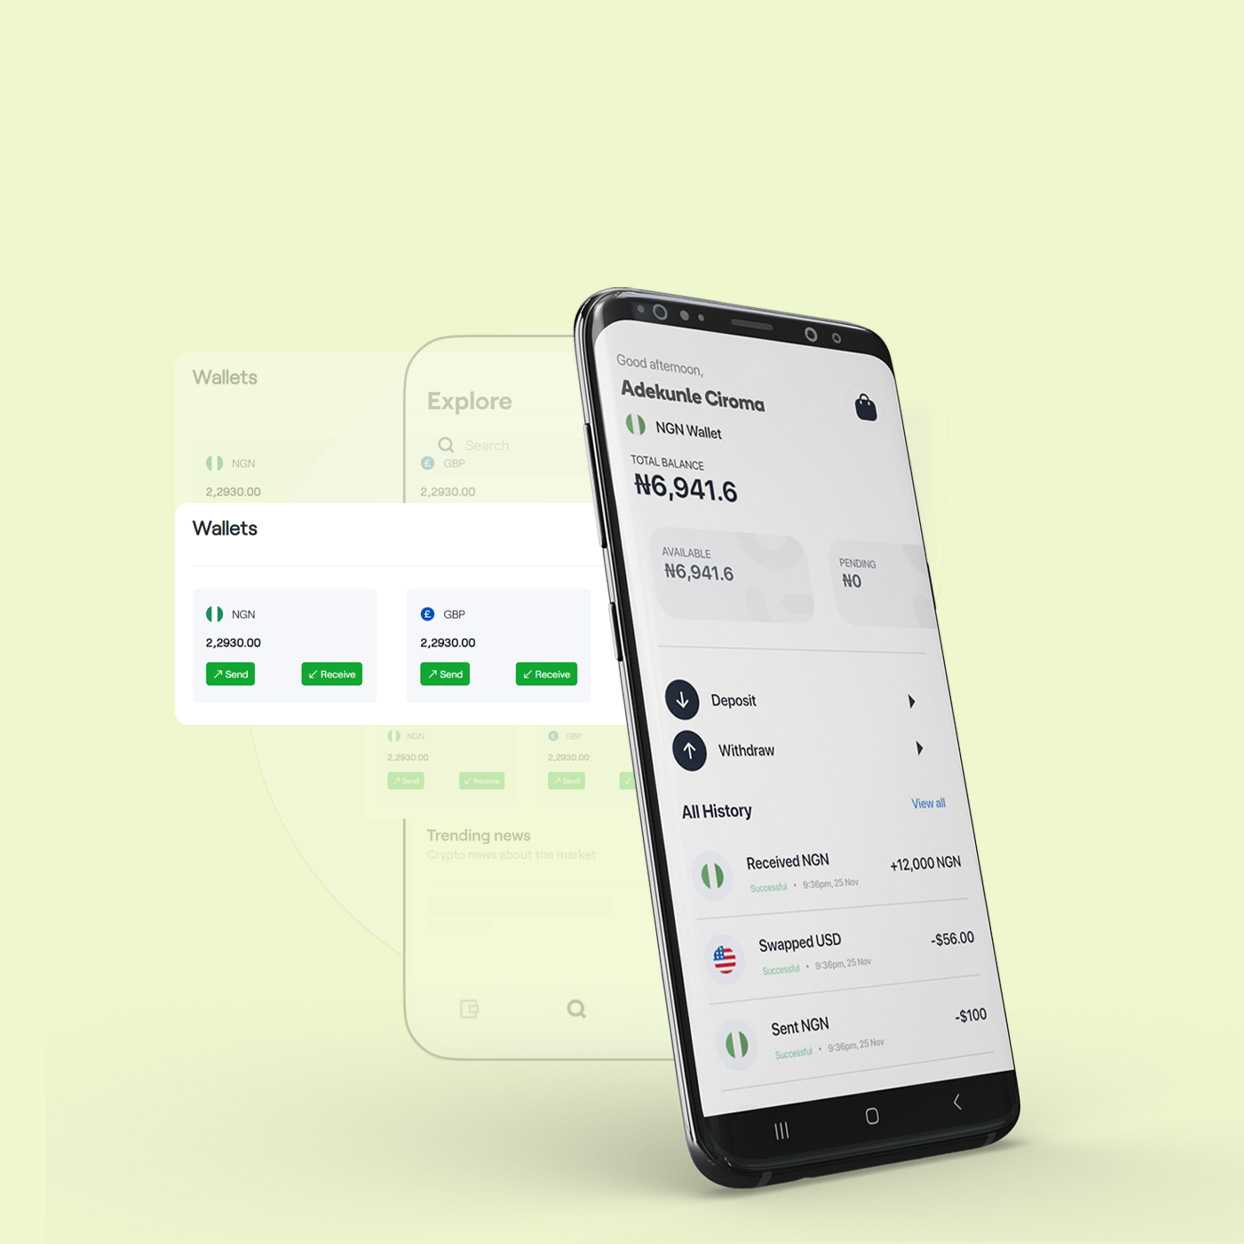 Wallets
NGN
2,2930.00
GBP
2,2930.00
Explore
Search
Wallets
NGN
2,2930.00
Send
Receive
GBP
2,2930.00
Send
Receive
NGN
2,2930.00
Send
Receive
GBP
2,2930.00
Send
Trending news
Crypto news about the market
Good afternoon,
Adekunle Ciroma
NGN Wallet
TOTAL BALANCE
₦6,941.6
AVAILABLE
₦6,941.6
PENDING
₦0
Deposit
Withdraw
All History
View all
Received NGN
+12,000 NGN
Successful • 9:36pm, 25 Nov
Swapped USD
-$56.00
Successful • 9:36pm, 25 Nov
Sent NGN
-$100
Successful • 9:36pm, 25 Nov